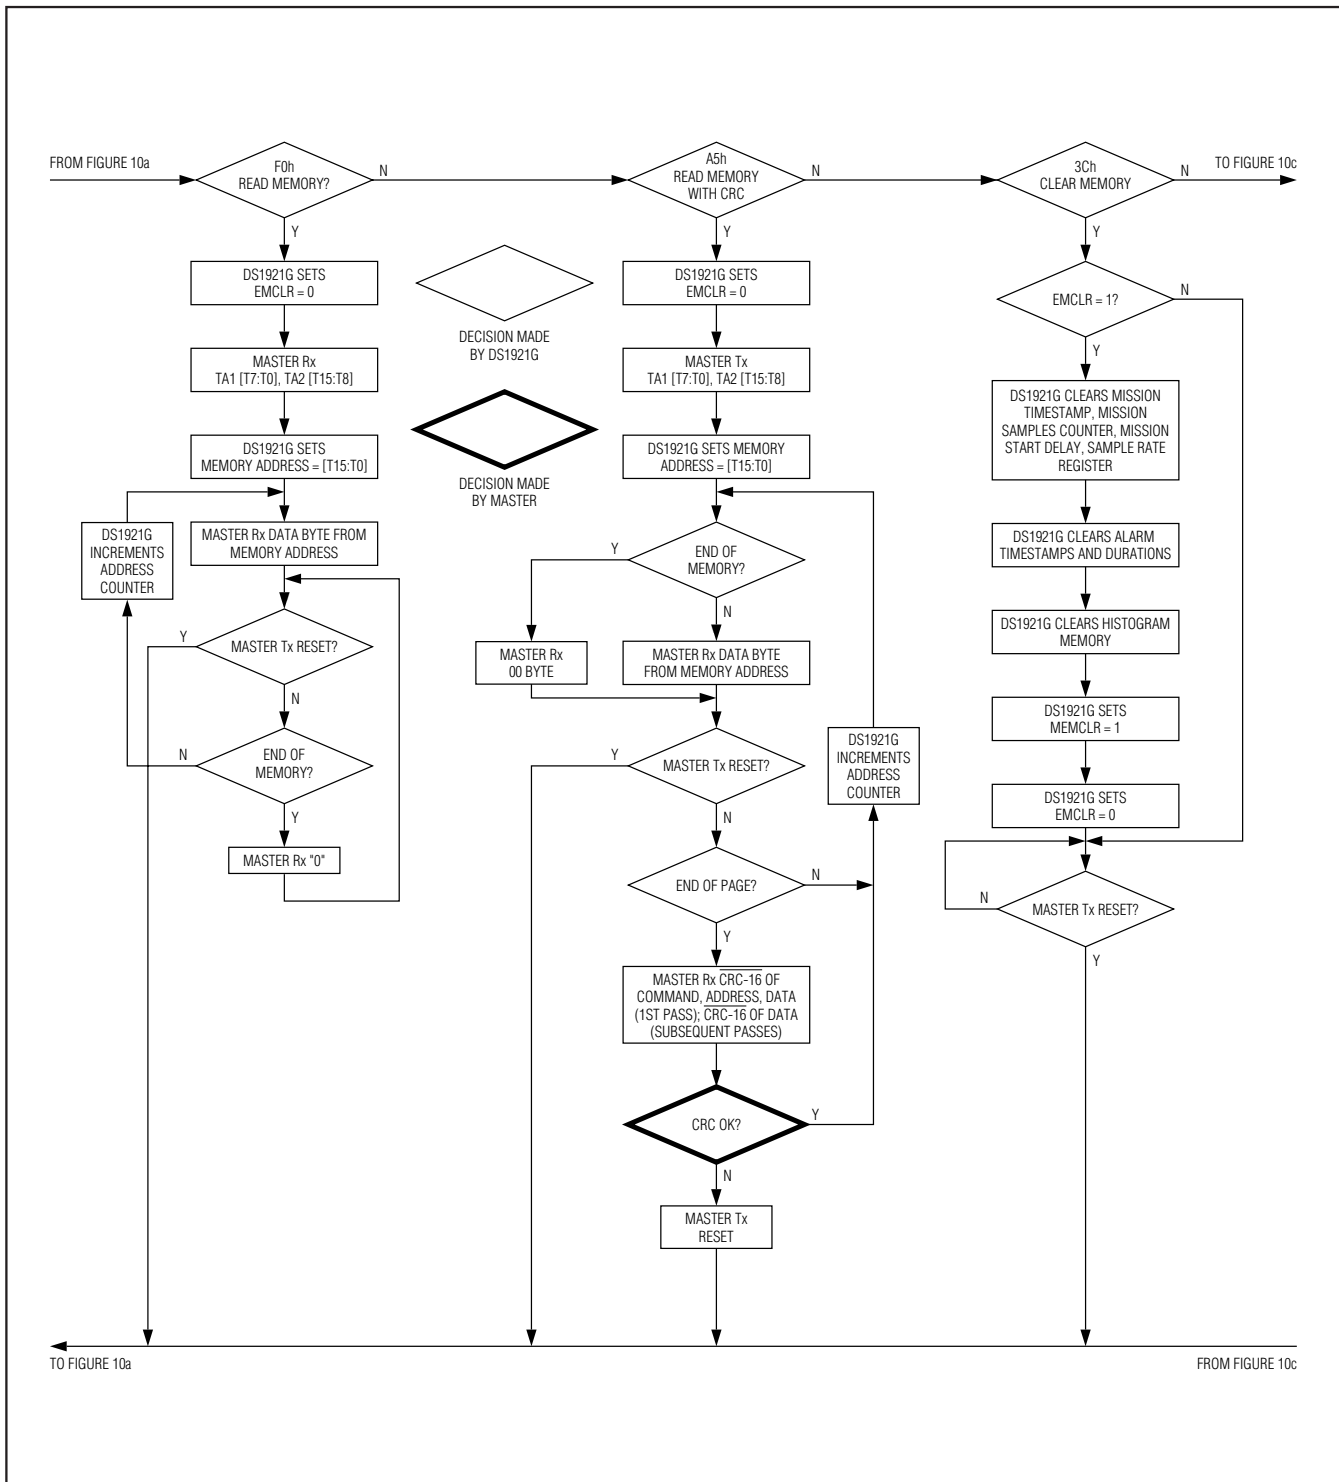 FROM FIGURE 10a
F0h
READ MEMORY?
N
Y
DS1921G SETS
EMCLR = 0
MASTER Rx
TA1 [T7:T0], TA2 [T15:T8]
DS1921G SETS
MEMORY ADDRESS = [T15:T0]
MASTER Rx DATA BYTE FROM
MEMORY ADDRESS
DS1921G
INCREMENTS
ADDRESS
COUNTER
MASTER Tx RESET?
Y
N
END OF
MEMORY?
N
Y
MASTER Rx "0"
DECISION MADE
BY DS1921G
DECISION MADE
BY MASTER
A5h
READ MEMORY
WITH CRC
N
Y
DS1921G SETS
EMCLR = 0
MASTER Tx
TA1 [T7:T0], TA2 [T15:T8]
DS1921G SETS MEMORY
ADDRESS = [T15:T0]
END OF
MEMORY?
Y
N
MASTER Rx
00 BYTE
MASTER Rx DATA BYTE
FROM MEMORY ADDRESS
MASTER Tx RESET?
Y
N
DS1921G
INCREMENTS
ADDRESS
COUNTER
END OF PAGE?
N
Y
MASTER Rx CRC-16 OF
COMMAND, ADDRESS, DATA
(1ST PASS); CRC-16 OF DATA
(SUBSEQUENT PASSES)
CRC OK?
Y
N
MASTER Tx
RESET
3Ch
CLEAR MEMORY
N
TO FIGURE 10c
Y
EMCLR = 1?
N
Y
DS1921G CLEARS MISSION
TIMESTAMP, MISSION
SAMPLES COUNTER, MISSION
START DELAY, SAMPLE RATE
REGISTER
DS1921G CLEARS ALARM
TIMESTAMPS AND DURATIONS
DS1921G CLEARS HISTOGRAM
MEMORY
DS1921G SETS
MEMCLR = 1
DS1921G SETS
EMCLR = 0
MASTER Tx RESET?
N
Y
TO FIGURE 10a
FROM FIGURE 10c